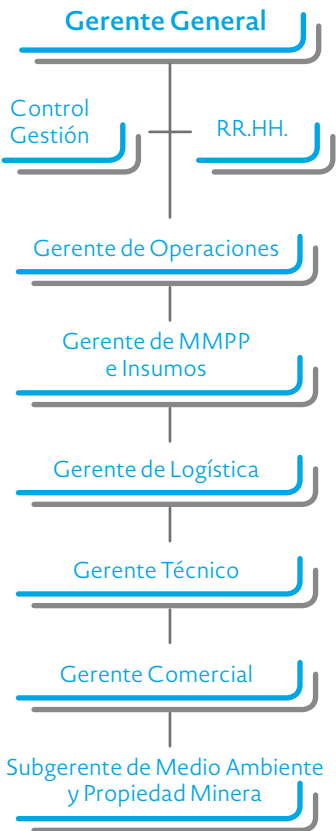 Gerente General
Control
Gestión
RR.HH.
Gerente de Operaciones
Gerente de MMPP
e Insumos
Gerente de Logística
Gerente Técnico
Gerente Comercial
Subgerente de Medio Ambiente
y Propiedad Minera